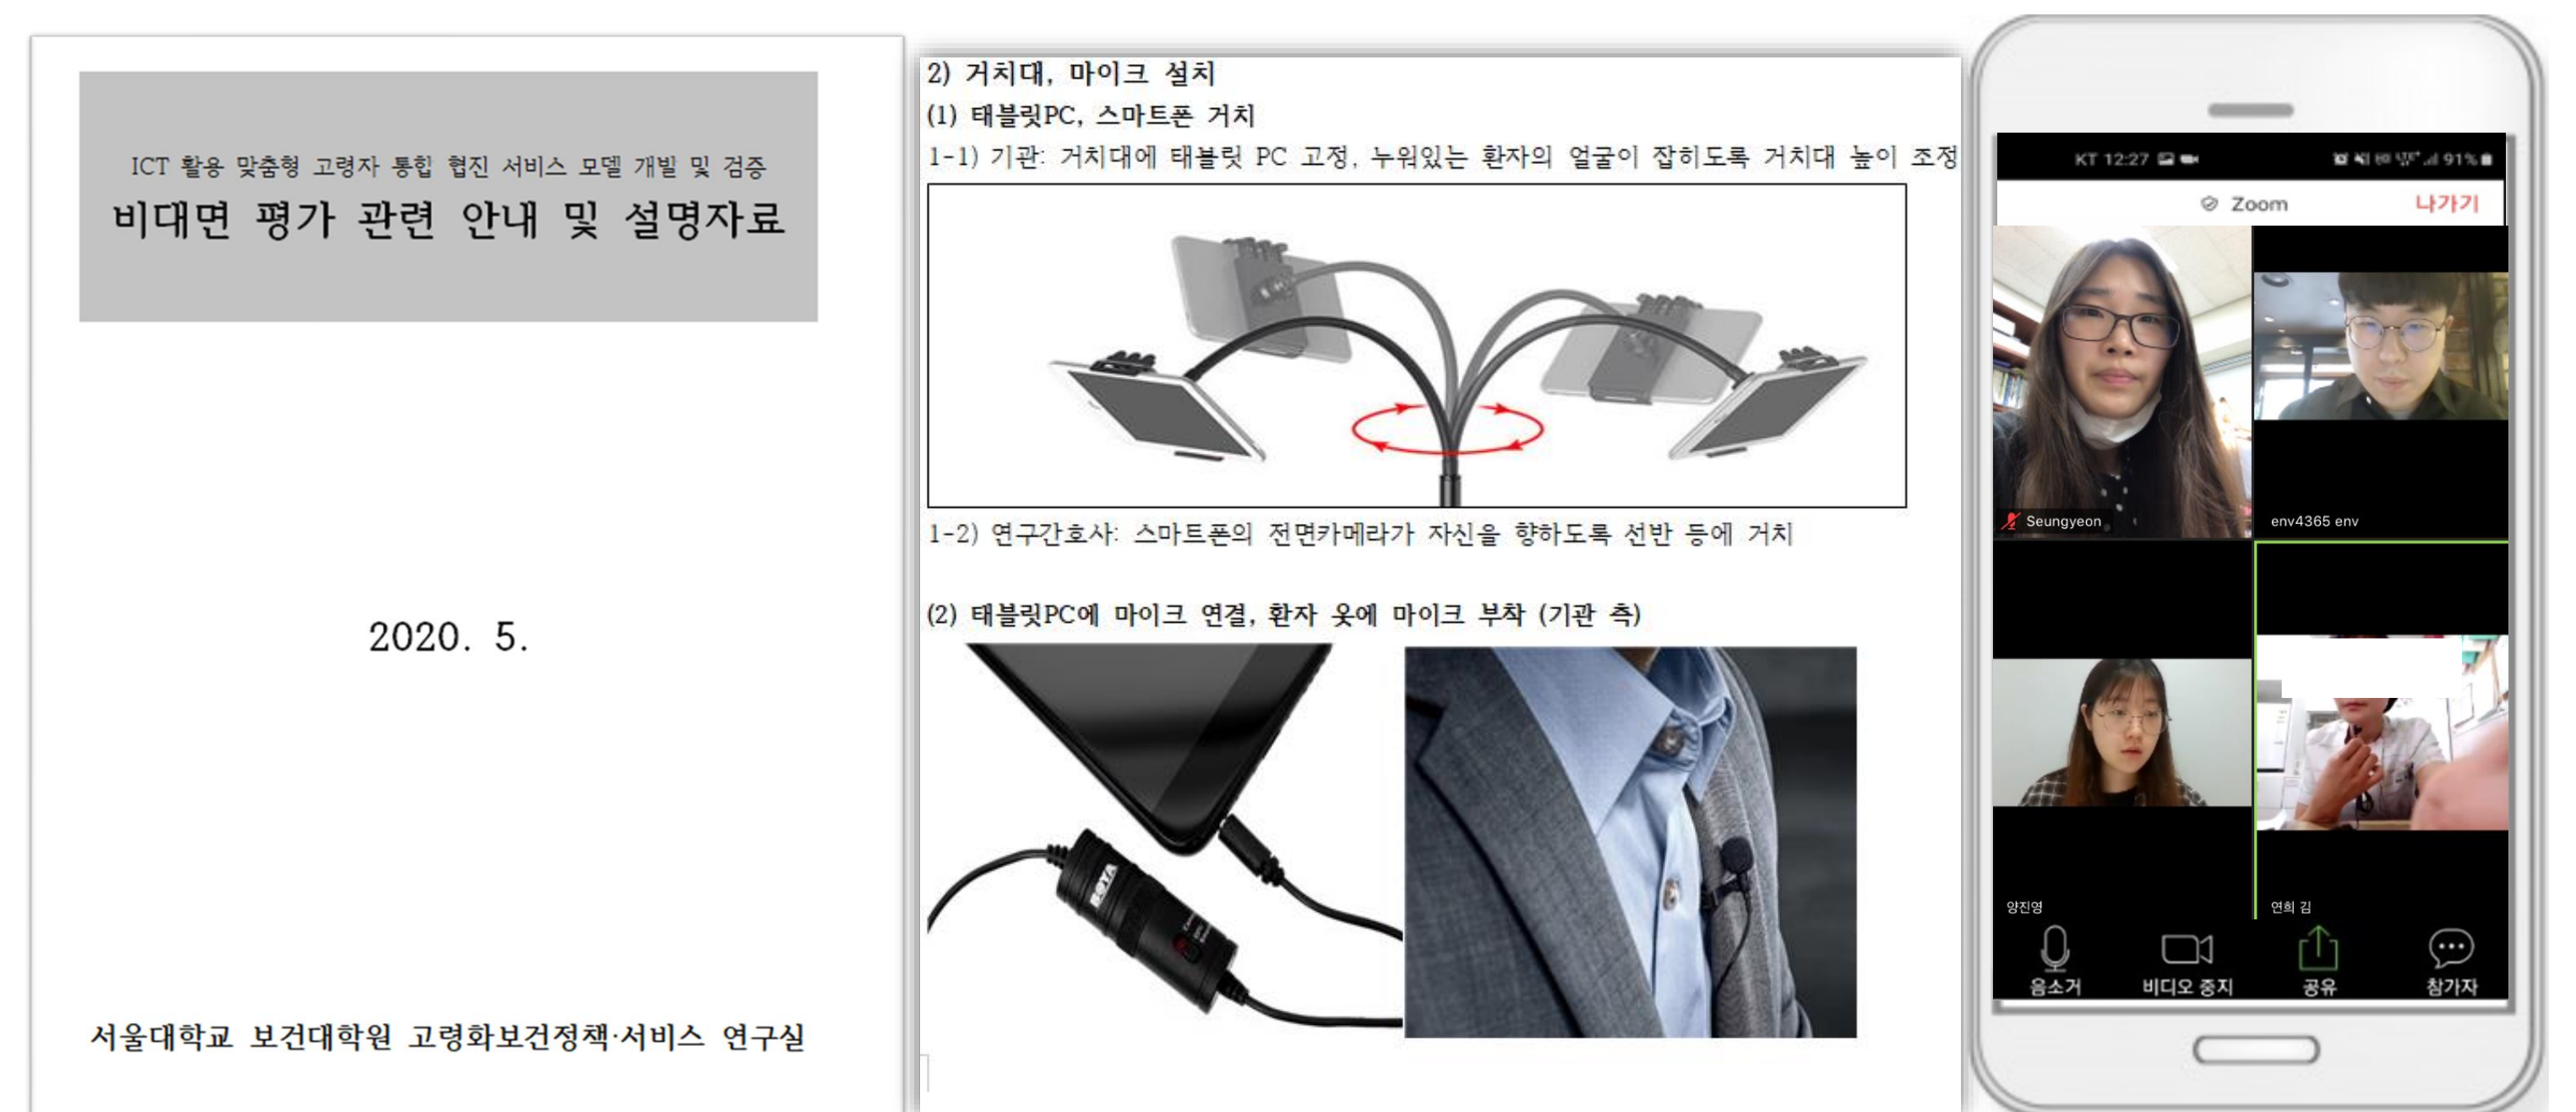 ICT 활용 맞춤형 고령자 통합 협진 서비스 모델 개발 및 검증
비대면 평가 관련 안내 및 설명자료
2020. 5.
서울대학교 보건대학원 고령화보건정책·서비스 연구실
2) 거치대, 마이크 설치
(1) 태블릿PC, 스마트폰 거치
1-1) 기관: 거치대에 태블릿 PC 고정, 누워있는 환자의 얼굴이 잡히도록 거치대 높이 조정
1-2) 연구간호사: 스마트폰의 전면카메라가 자신을 향하도록 선반 등에 거치
(2) 태블릿PC에 마이크 연결, 환자 옷에 마이크 부착 (기관 측)
BOYA
KT 12:27
91%
Zoom
나가기
Seungyeon
env4365 env
양진영
연희 김
음소거
비디오 중지
공유
참가자